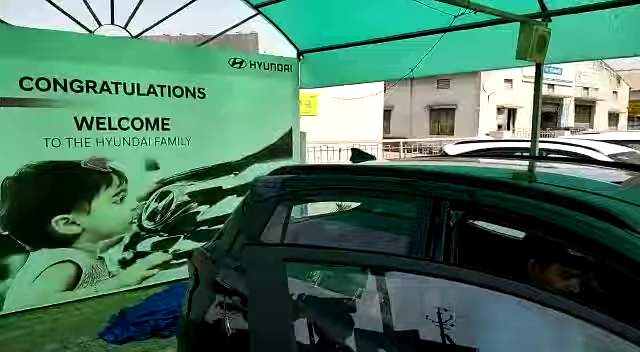 HYUNDAI
CONGRATULATIONS
WELCOME
TO THE HYUNDAI FAMILY